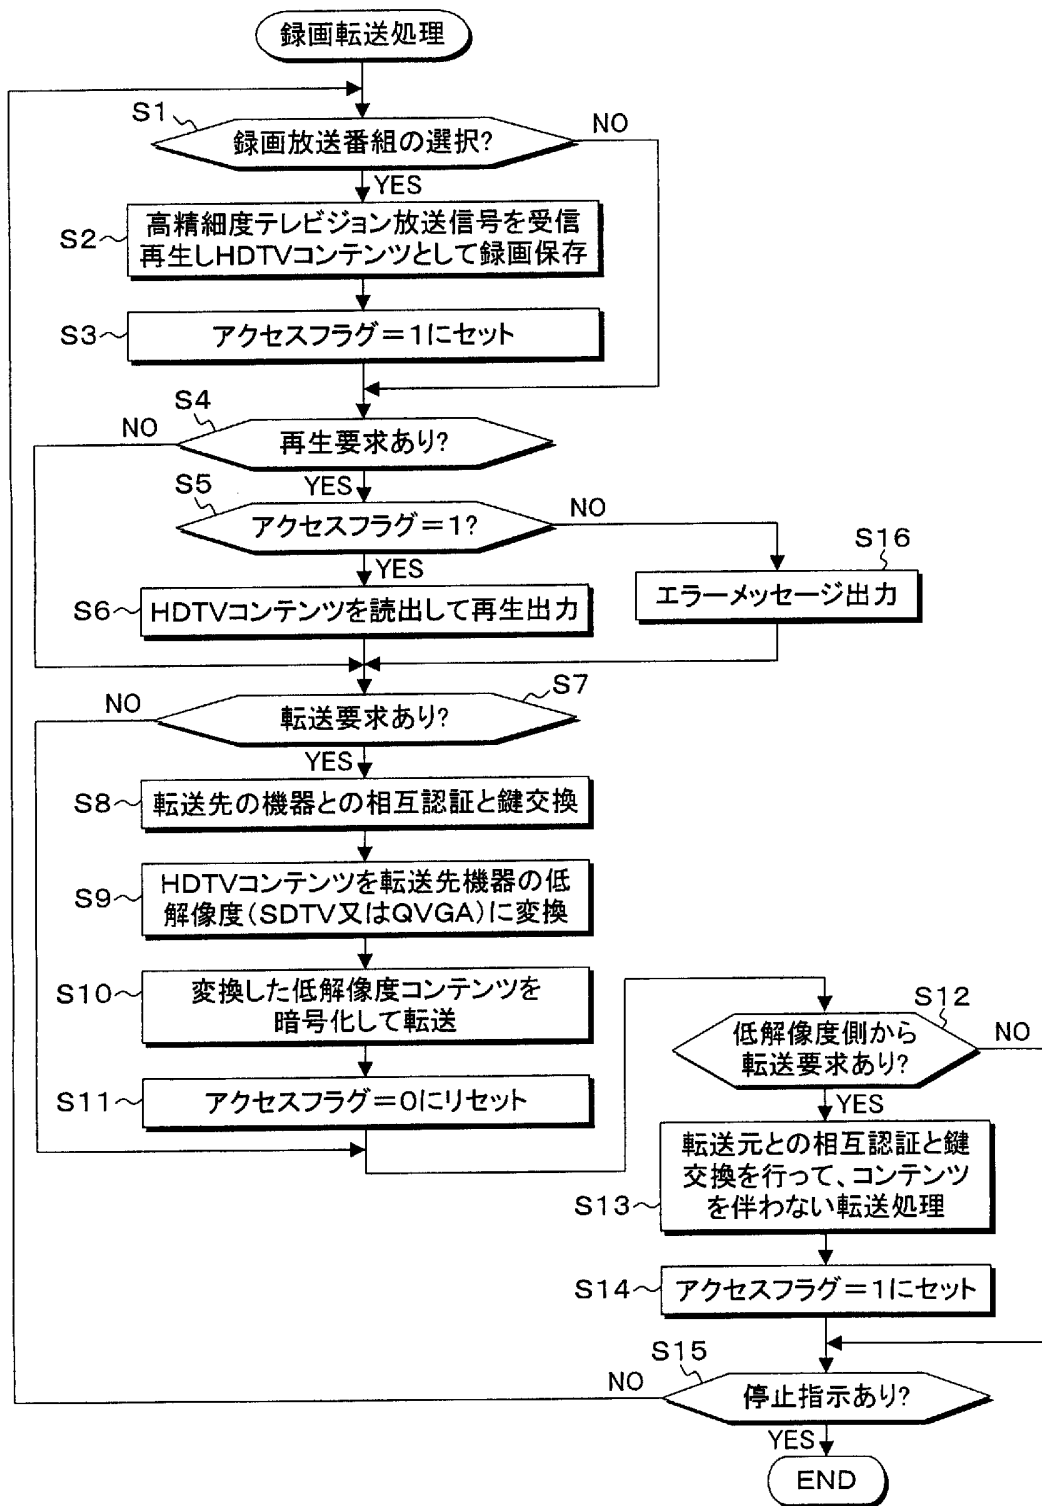 録画転送処理
S1
録画放送番組の選択?
NO
YES
S2
高精細度テレビジョン放送信号を受信
再生しHDTVコンテンツとして録画保存
S3
アクセスフラグ=1にセット
S4
NO
再生要求あり?
YES
S5
アクセスフラグ=1?
NO
YES
S16
エラーメッセージ出力
S6
HDTVコンテンツを読出して再生出力
S7
NO
転送要求あり?
YES
S8
転送先の機器との相互認証と鍵交換
S9
HDTVコンテンツを転送先機器の低
解像度(SDTV又はQVGA)に変換
S10
変換した低解像度コンテンツを
暗号化して転送
S11
アクセスフラグ=0にリセット
S12
低解像度側から
転送要求あり?
NO
YES
S13
転送元との相互認証と鍵
交換を行って、コンテンツ
を伴わない転送処理
S14
アクセスフラグ=1にセット
S15
NO
停止指示あり?
YES
END